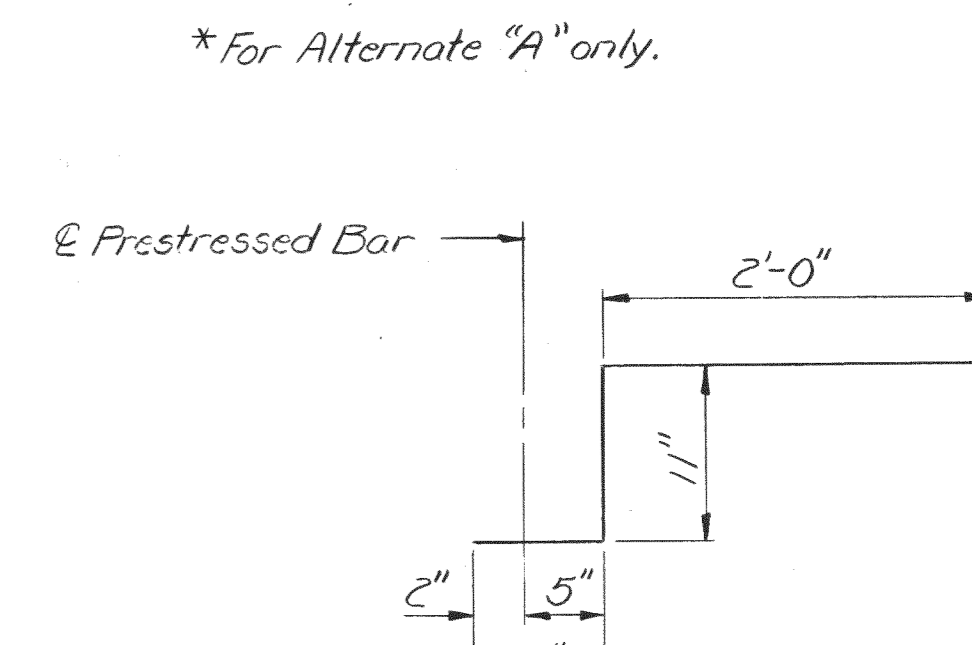 *For Alternate "A" only.
℄ Prestressed Bar
2'-0"
11"
2"
5"